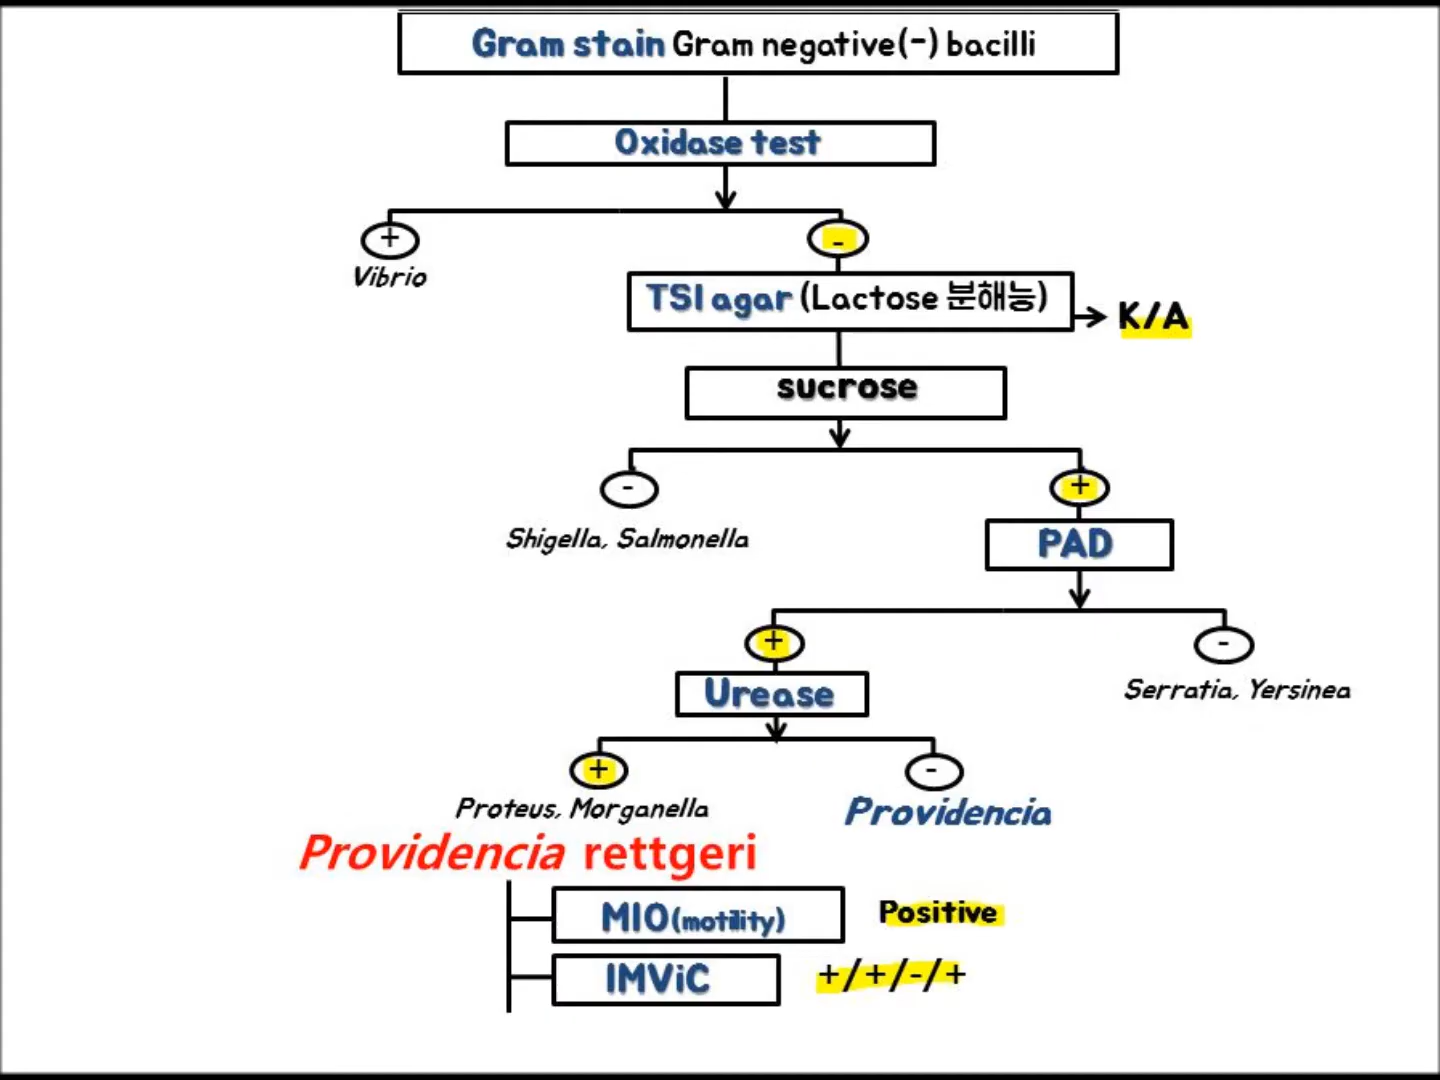 Gram stain Gram negative(-) bacilli
Oxidase test
+
-
Vibrio
TSI agar (Lactose 분해능)
K/A
sucrose
-
+
Shigella, Salmonella
PAD
+
-
Urease
Serratia, Yersinea
+
-
Proteus, Morganella
Providencia
Providencia rettgeri
MIO(motility)
Positive
IMViC
+/+/-/+